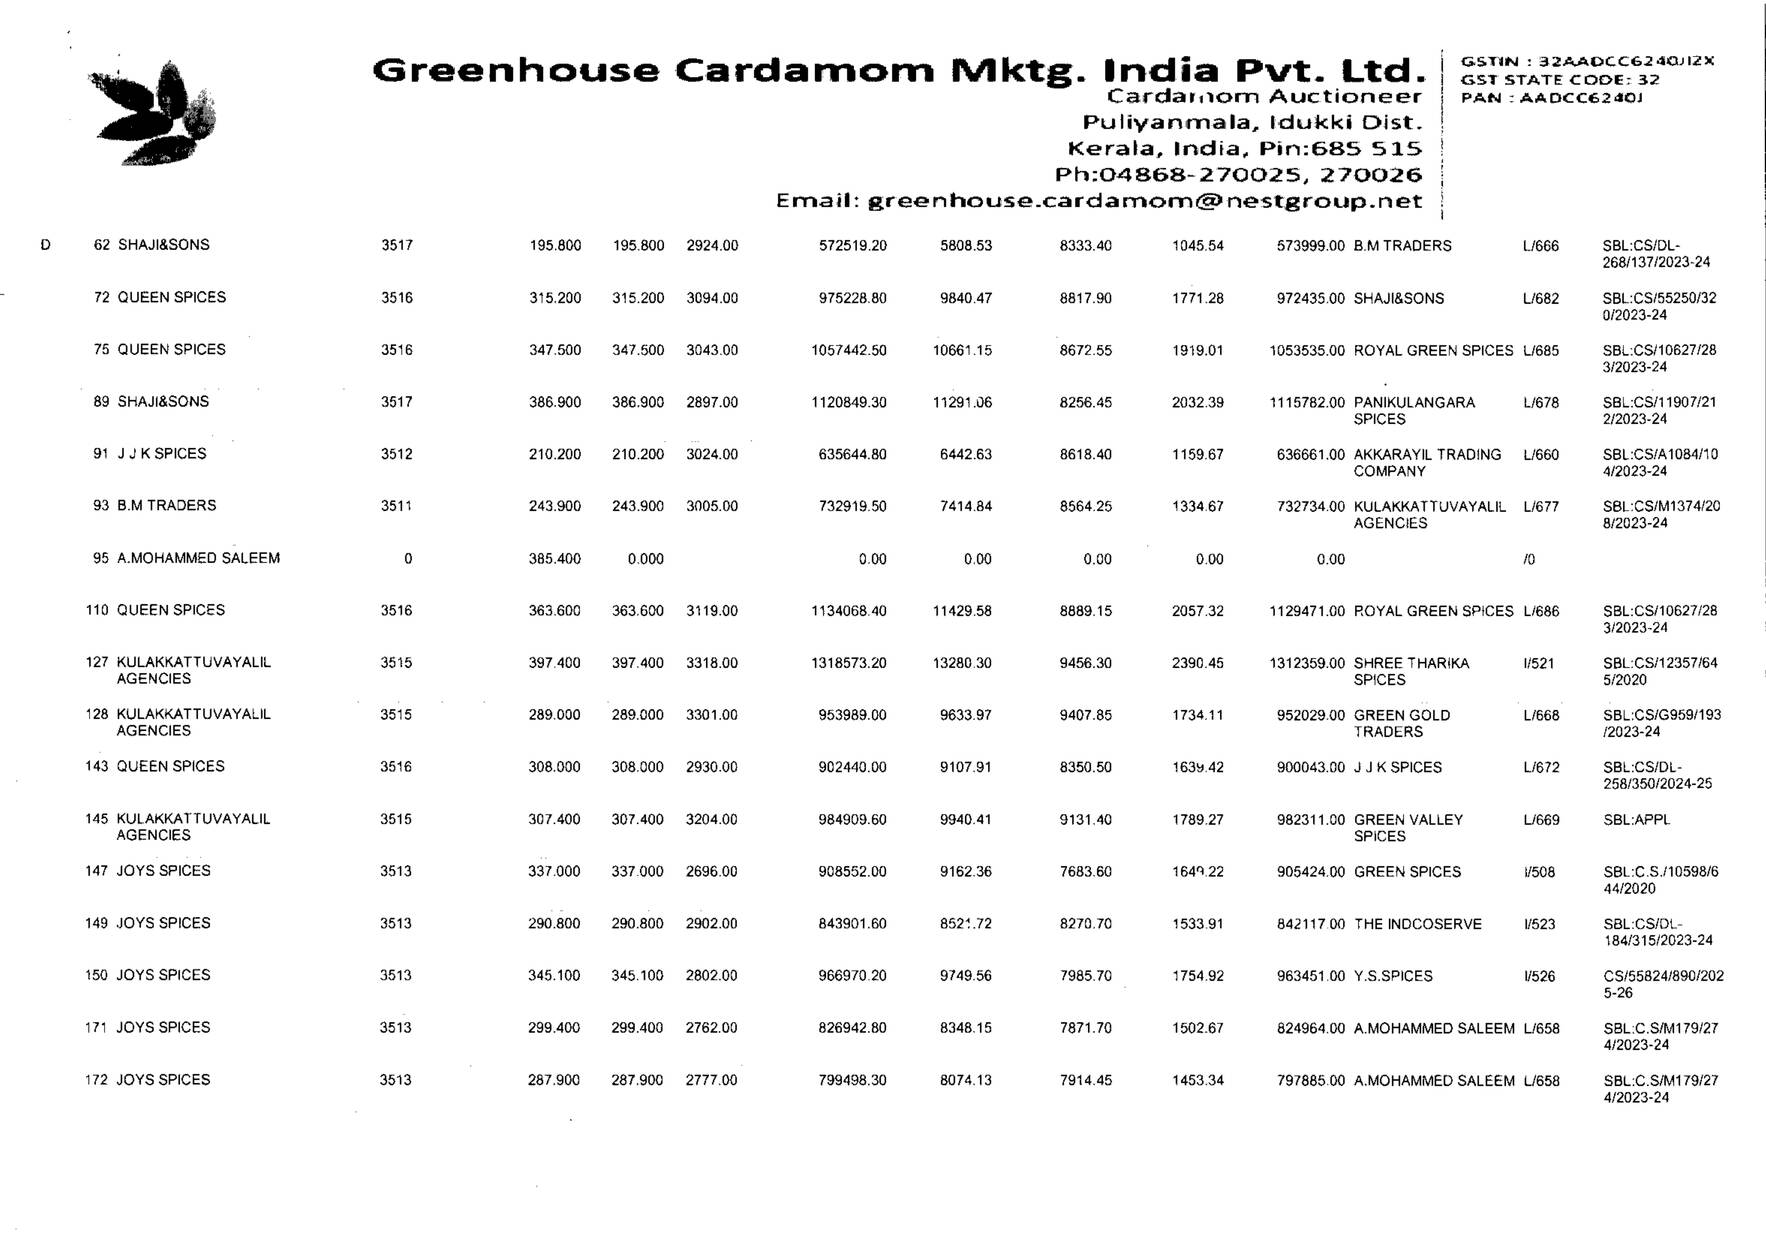 Greenhouse Cardamom Mktg. India Pvt. Ltd.
Cardamom Auctioneer
Puliyanmala, Idukki Dist.
Kerala, India, Pin:685 515
Ph:04868-270025, 270026
Email: greenhouse.cardamom@nestgroup.net
GSTIN : 32AADCC6240J1ZX
GST STATE CODE: 32
PAN : AADCC6240J
D 62 SHAJI&SONS 3517 195.800 195.800 2924.00 572519.20 5808.53 8333.40 1045.54 573999.00 B.M TRADERS L/666 SBL:CS/DL-
268/137/2023-24
72 QUEEN SPICES 3516 315.200 315.200 3094.00 975228.80 9840.47 8817.90 1771.28 972435.00 SHAJI&SONS L/682 SBL:CS/55250/32
0/2023-24
75 QUEEN SPICES 3516 347.500 347.500 3043.00 1057442.50 10661.15 8672.55 1919.01 1053535.00 ROYAL GREEN SPICES L/685 SBL:CS/10627/28
3/2023-24
89 SHAJI&SONS 3517 386.900 386.900 2897.00 1120849.30 11291.06 8256.45 2032.39 1115782.00 PANIKULANGARA L/678 SBL:CS/11907/21
SPICES 2/2023-24
91 J J K SPICES 3512 210.200 210.200 3024.00 635644.80 6442.63 8618.40 1159.67 636661.00 AKKARAYIL TRADING L/660 SBL:CS/A1084/10
COMPANY 4/2023-24
93 B.M TRADERS 3511 243.900 243.900 3005.00 732919.50 7414.84 8564.25 1334.67 732734.00 KULAKKATTUVAYALIL L/677 SBL:CS/M1374/20
AGENCIES 8/2023-24
95 A.MOHAMMED SALEEM 0 385.400 0.000 0.00 0.00 0.00 0.00 0.00 /0
110 QUEEN SPICES 3516 363.600 363.600 3119.00 1134068.40 11429.58 8889.15 2057.32 1129471.00 ROYAL GREEN SPICES L/686 SBL:CS/10627/28
3/2023-24
127 KULAKKATTUVAYALIL 3515 397.400 397.400 3318.00 1318573.20 13280.30 9456.30 2390.45 1312359.00 SHREE THARIKA I/521 SBL:CS/12357/64
AGENCIES SPICES 5/2020
128 KULAKKATTUVAYALIL 3515 289.000 289.000 3301.00 953989.00 9633.97 9407.85 1734.11 952029.00 GREEN GOLD L/668 SBL:CS/G959/193
AGENCIES TRADERS /2023-24
143 QUEEN SPICES 3516 308.000 308.000 2930.00 902440.00 9107.91 8350.50 1639.42 900043.00 J J K SPICES L/672 SBL:CS/DL-
258/350/2024-25
145 KULAKKATTUVAYALIL 3515 307.400 307.400 3204.00 984909.60 9940.41 9131.40 1789.27 982311.00 GREEN VALLEY L/669 SBL:APPL
AGENCIES SPICES
147 JOYS SPICES 3513 337.000 337.000 2696.00 908552.00 9162.36 7683.60 1649.22 905424.00 GREEN SPICES I/508 SBL:C.S./10598/6
44/2020
149 JOYS SPICES 3513 290.800 290.800 2902.00 843901.60 8521.72 8270.70 1533.91 842117.00 THE INDCOSERVE I/523 SBL:CS/DL-
184/315/2023-24
150 JOYS SPICES 3513 345.100 345.100 2802.00 966970.20 9749.56 7985.70 1754.92 963451.00 Y.S.SPICES I/526 CS/55824/890/202
5-26
171 JOYS SPICES 3513 299.400 299.400 2762.00 826942.80 8348.15 7871.70 1502.67 824964.00 A.MOHAMMED SALEEM L/658 SBL:C.S/M179/27
4/2023-24
172 JOYS SPICES 3513 287.900 287.900 2777.00 799498.30 8074.13 7914.45 1453.34 797885.00 A.MOHAMMED SALEEM L/658 SBL:C.S/M179/27
4/2023-24